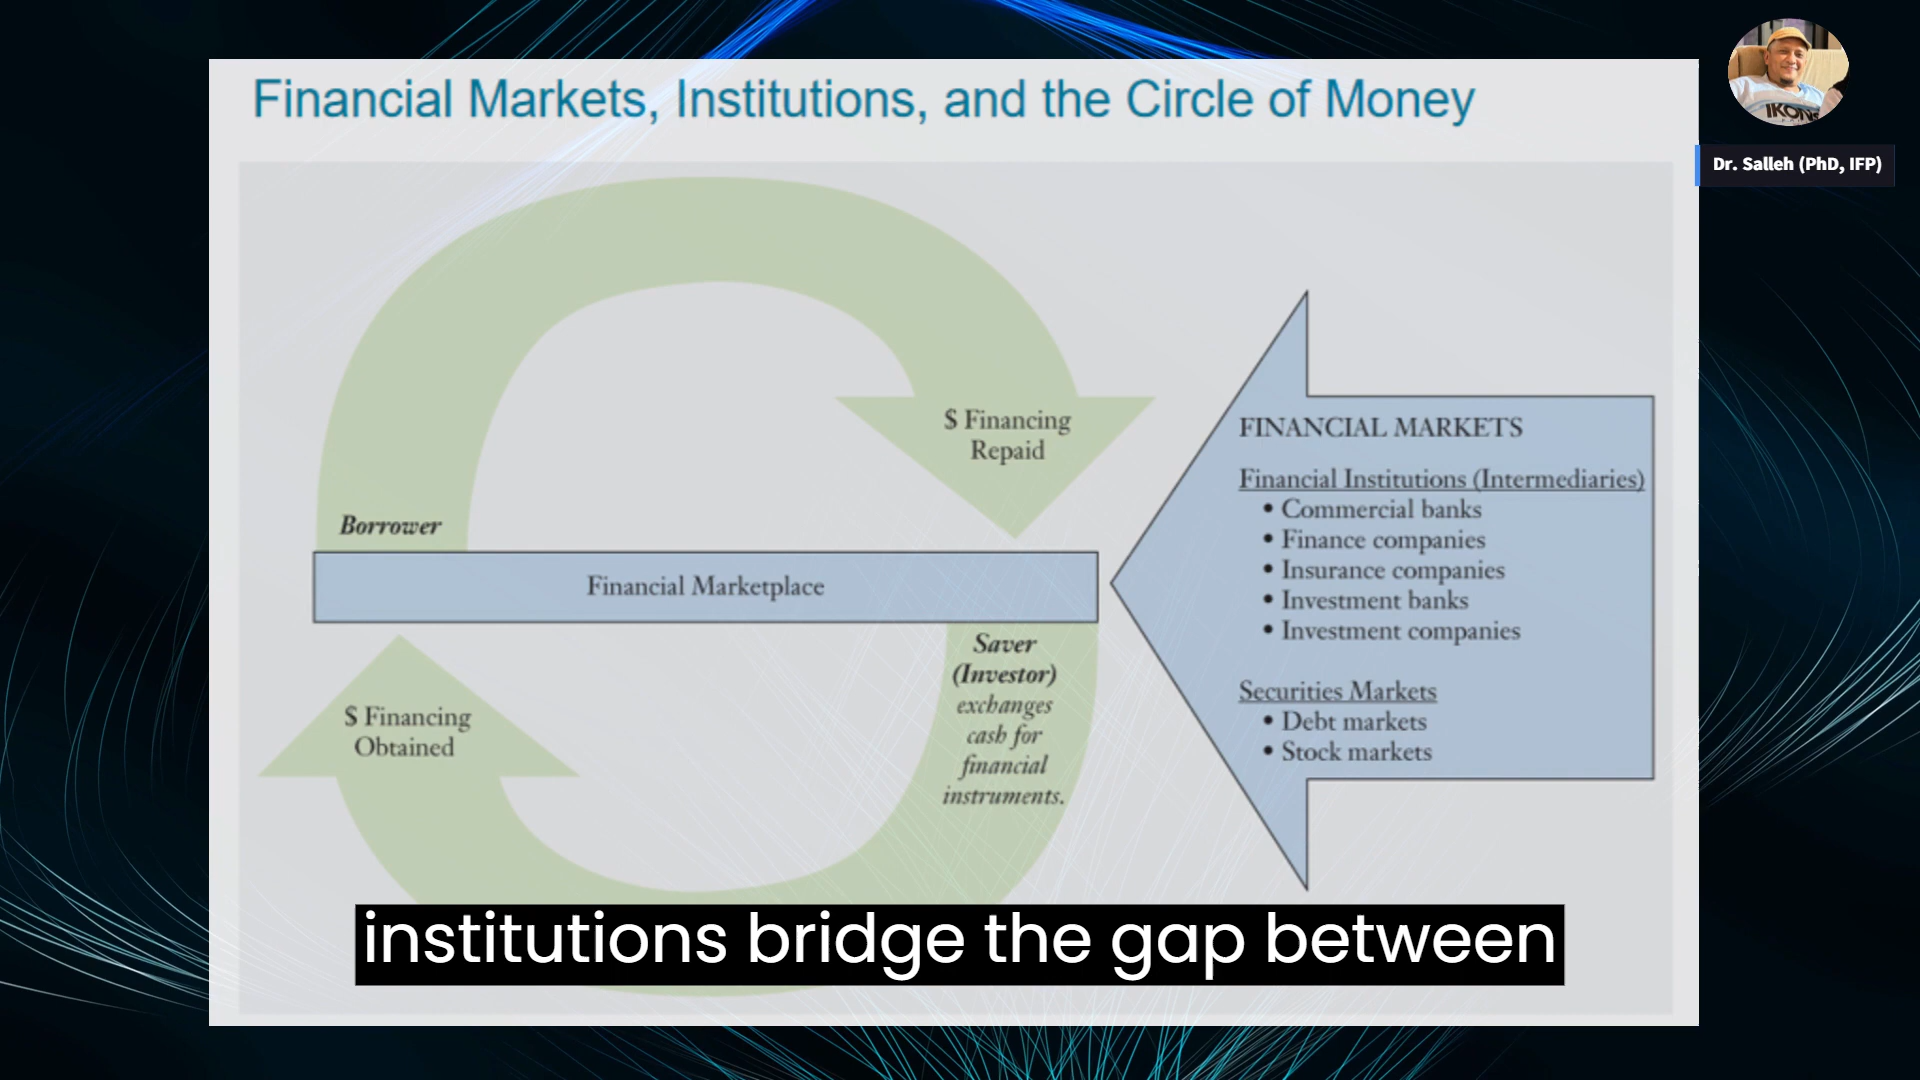 Financial Markets, Institutions, and the Circle of Money
IKONS
Dr. Salleh (PhD, IFP)
$ Financing
Repaid
Borrower
Financial Marketplace
Saver
(Investor)
exchanges
cash for
financial
instruments.
$ Financing
Obtained
FINANCIAL MARKETS
Financial Institutions (Intermediaries)
• Commercial banks
• Finance companies
• Insurance companies
• Investment banks
• Investment companies
Securities Markets
• Debt markets
• Stock markets
institutions bridge the gap between